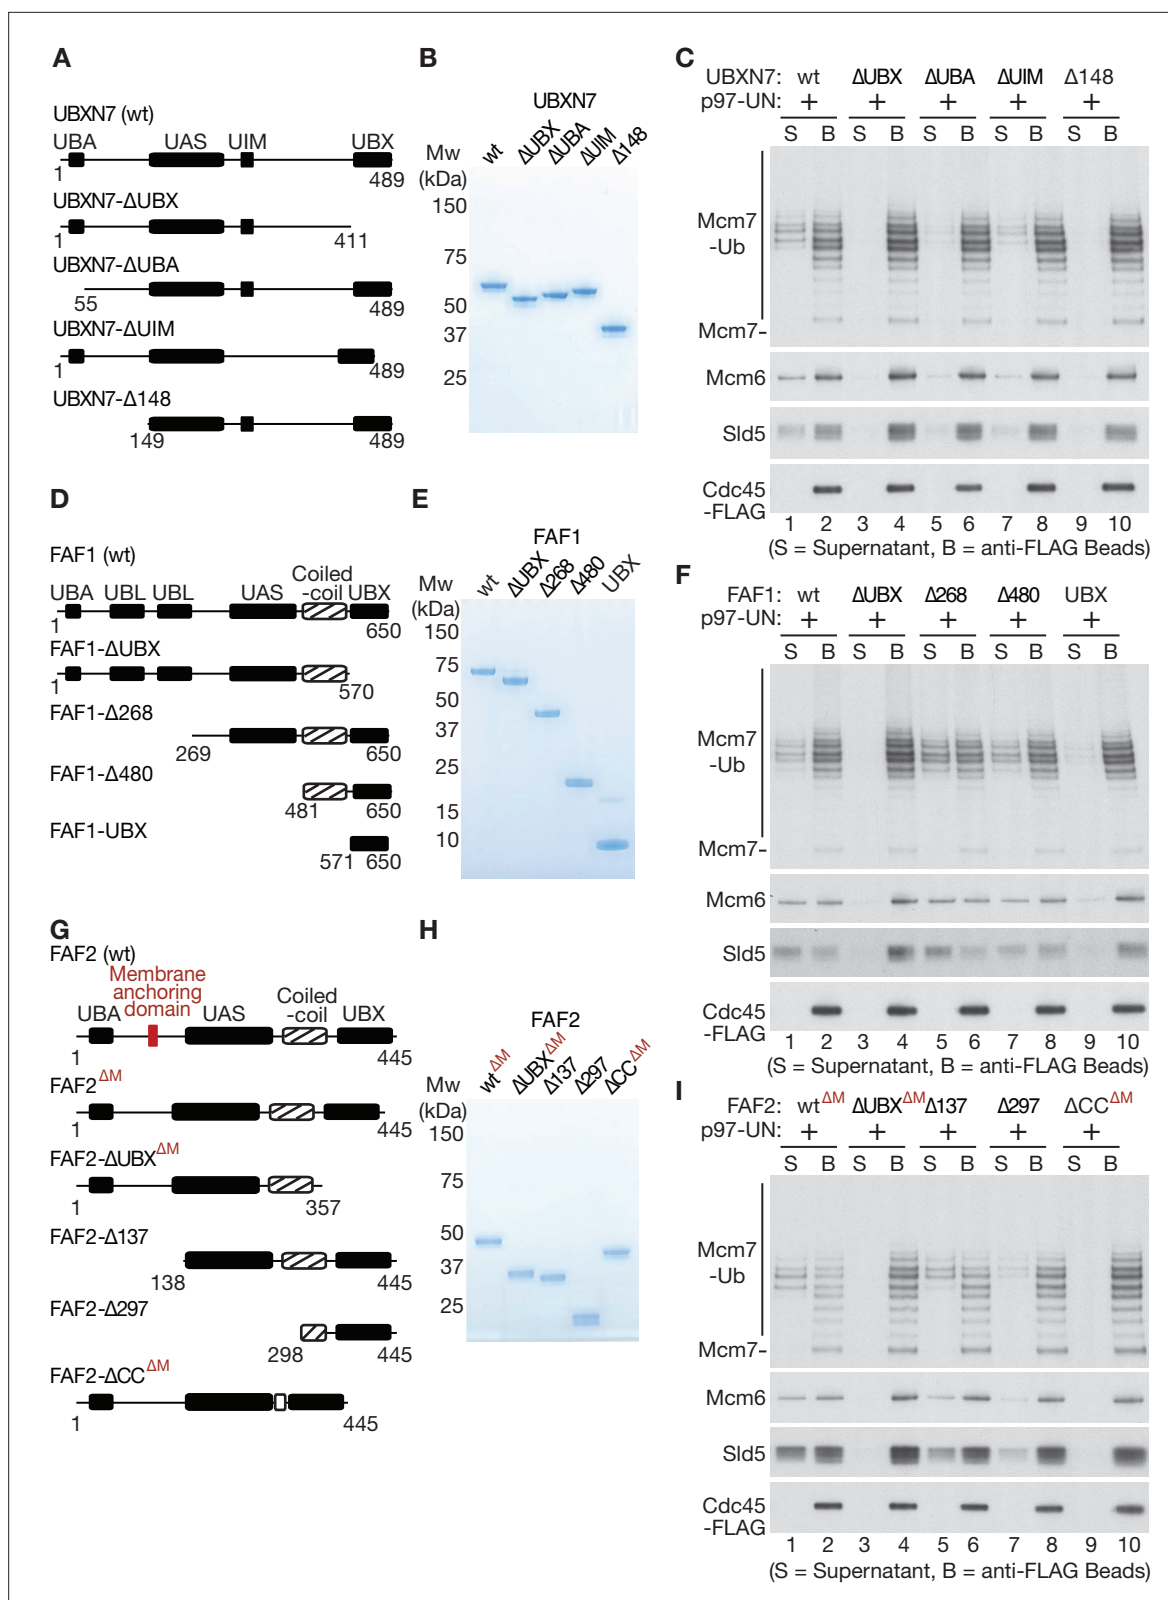 A
UBXN7 (wt)
UBA UAS UIM UBX
1 489
UBXN7-ΔUBX
1 411
UBXN7-ΔUBA
55 489
UBXN7-ΔUIM
1 489
UBXN7-Δ148
149 489
B
UBXN7
wt ΔUBX ΔUBA ΔUIM Δ148
Mw
(kDa)
150
75
50
37
25
C
UBXN7: wt ΔUBX ΔUBA ΔUIM Δ148
p97-UN: + + + + +
S B S B S B S B S B
Mcm7
-Ub
Mcm7-
Mcm6
Sld5
Cdc45
-FLAG
1 2 3 4 5 6 7 8 9 10
(S = Supernatant, B = anti-FLAG Beads)
D
FAF1 (wt)
Coiled
-coil
UBA UBL UBL UAS UBX
1 650
FAF1-ΔUBX
1 570
FAF1-Δ268
269 650
FAF1-Δ480
481 650
FAF1-UBX
571 650
E
FAF1
wt ΔUBX Δ268 Δ480 UBX
Mw
(kDa)
150
75
50
37
25
15
10
F
FAF1: wt ΔUBX Δ268 Δ480 UBX
p97-UN: + + + + +
S B S B S B S B S B
Mcm7
-Ub
Mcm7-
Mcm6
Sld5
Cdc45
-FLAG
1 2 3 4 5 6 7 8 9 10
(S = Supernatant, B = anti-FLAG Beads)
G
FAF2 (wt)
Membrane
anchoring
domain
Coiled
-coil
UBA UAS UBX
1 445
FAF2ΔM
1 445
FAF2-ΔUBXΔM
1 357
FAF2-Δ137
138 445
FAF2-Δ297
298 445
FAF2-ΔCCΔM
1 445
H
FAF2
wtΔM ΔUBXΔM Δ137 Δ297 ΔCCΔM
Mw
(kDa)
150
75
50
37
25
I
FAF2: wtΔM ΔUBXΔM Δ137 Δ297 ΔCCΔM
p97-UN: + + + + +
S B S B S B S B S B
Mcm7
-Ub
Mcm7-
Mcm6
Sld5
Cdc45
-FLAG
1 2 3 4 5 6 7 8 9 10
(S = Supernatant, B = anti-FLAG Beads)